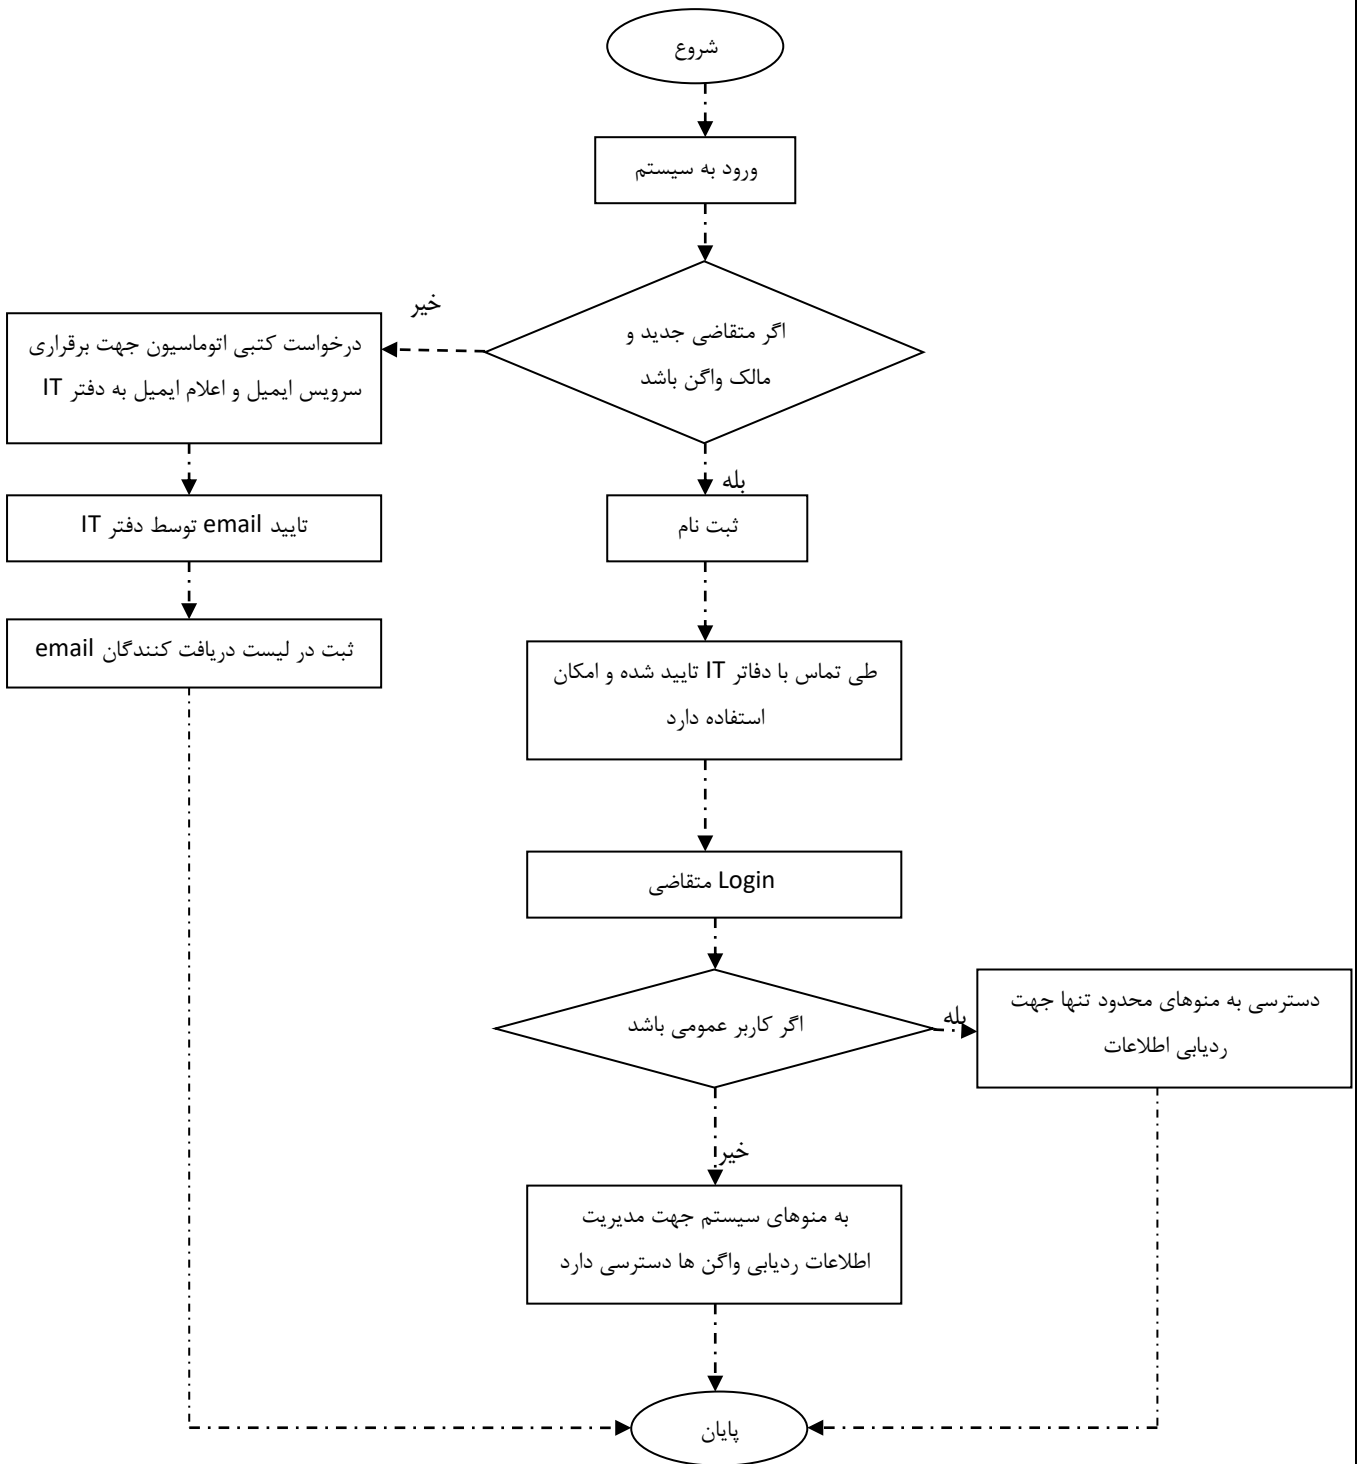 شروع
ورود به سیستم
اگر متقاضی جدید و
مالک واگن باشد
خیر
درخواست کتبی اتوماسیون جهت برقراری
سرویس ایمیل و اعلام ایمیل به دفتر IT
تایید email توسط دفتر IT
ثبت در لیست دریافت کنندگان email
بله
ثبت نام
طی تماس با دفاتر IT تایید شده و امکان
استفاده دارد
Login متقاضی
اگر کاربر عمومی باشد
بله
دسترسی به منوهای محدود تنها جهت
ردیابی اطلاعات
خیر
به منوهای سیستم جهت مدیریت
اطلاعات ردیابی واگن ها دسترسی دارد
پایان